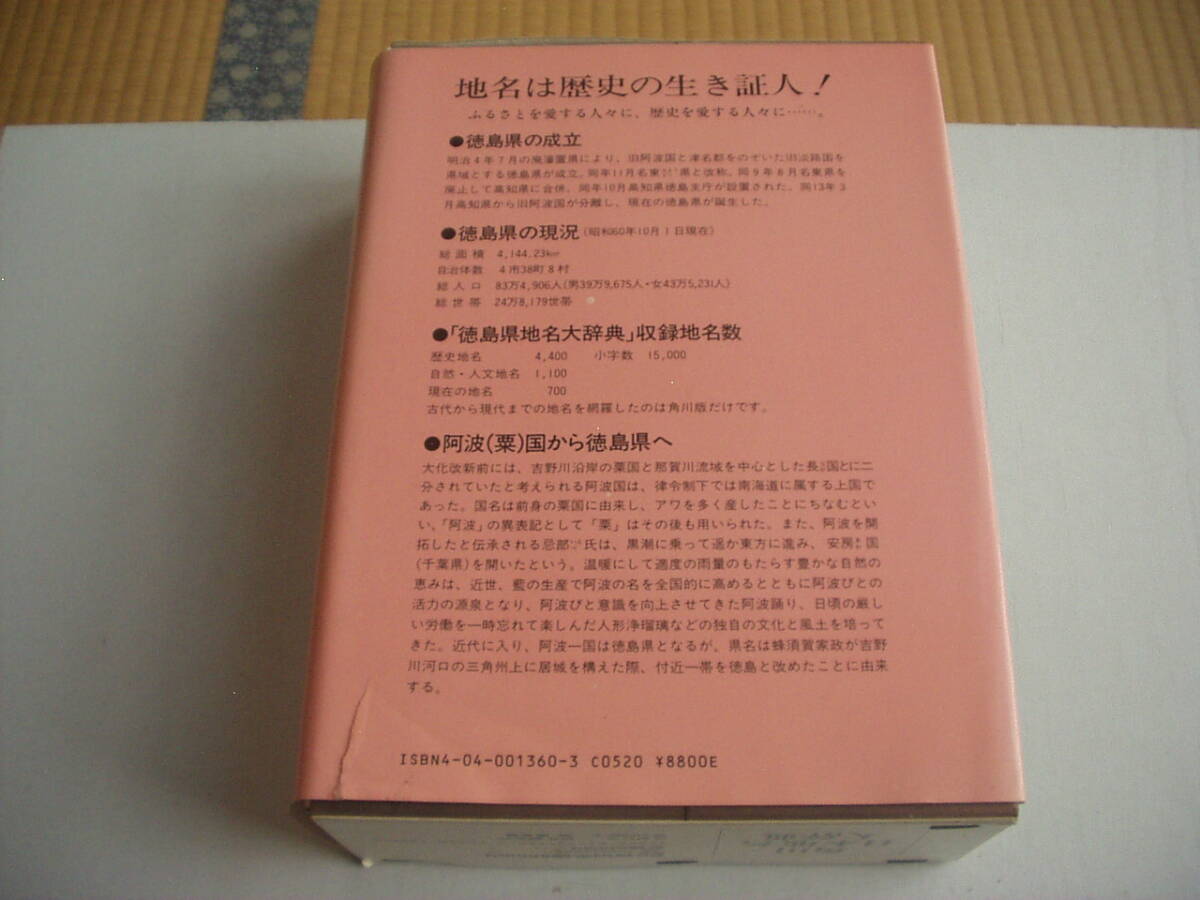 地名は歴史の生き証人!
ふるさとを愛する人々に、歴史を愛する人々に……。
●徳島県の成立
明治4年7月の廃藩置県により、旧阿波国と津名郡をのぞいた旧淡路国を
県域とする徳島県が成立。同年11月名東県と改称。同9年8月名東県を
廃止して高知県に合併、同年10月高知県徳島支庁が設置された。同13年3
月高知県から旧阿波国が分離し、現在の徳島県が誕生した。
●徳島県の現況(昭和60年10月1日現在)
総面積 4,144.23km²
自治体数 4市38町8村
総人口 83万4,906人(男39万9,675人・女43万5,231人)
総世帯 24万8,179世帯
●「徳島県地名大辞典」収録地名数
歴史地名 4,400 小字数 15,000
自然・人文地名 1,100
現在の地名 700
古代から現代までの地名を網羅したのは角川版だけです。
●阿波(粟)国から徳島県へ
大化改新前には、吉野川沿岸の粟国と那賀川流域を中心とした長国とに二
分されていたと考えられる阿波国は、律令制下では南海道に属する上国で
あった。国名は前身の粟国に由来し、アワを多く産したことにちなむとい
い、「阿波」の異表記として「粟」はその後も用いられた。また、阿波を開
拓したと伝承される忌部氏は、黒潮に乗って遥か東方に進み、安房国
(千葉県)を開いたという。温暖にして適度の雨量のもたらす豊かな自然の
恵みは、近世、藍の生産で阿波の名を全国的に高めるとともに阿波びとの
活力の源泉となり、阿波びと意識を向上させてきた阿波踊り、日頃の厳し
い労働を一時忘れて楽しんだ人形浄瑠璃などの独自の文化と風土を培って
きた。近代に入り、阿波一国は徳島県となるが、県名は蜂須賀家政が吉野
川河口の三角州上に居城を構えた際、付近一帯を徳島と改めたことに由来
する。
ISBN4-04-001360-3 C0520 ¥8800E